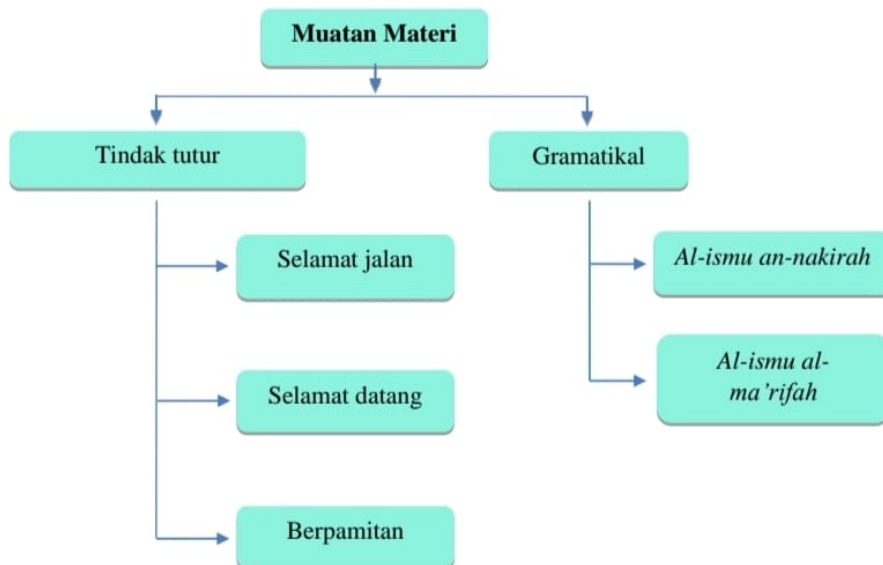 Muatan Materi
Tindak tutur
Gramatikal
Selamat jalan
Al-ismu an-nakirah
Selamat datang
Al-ismu al-
ma’rifah
Berpamitan